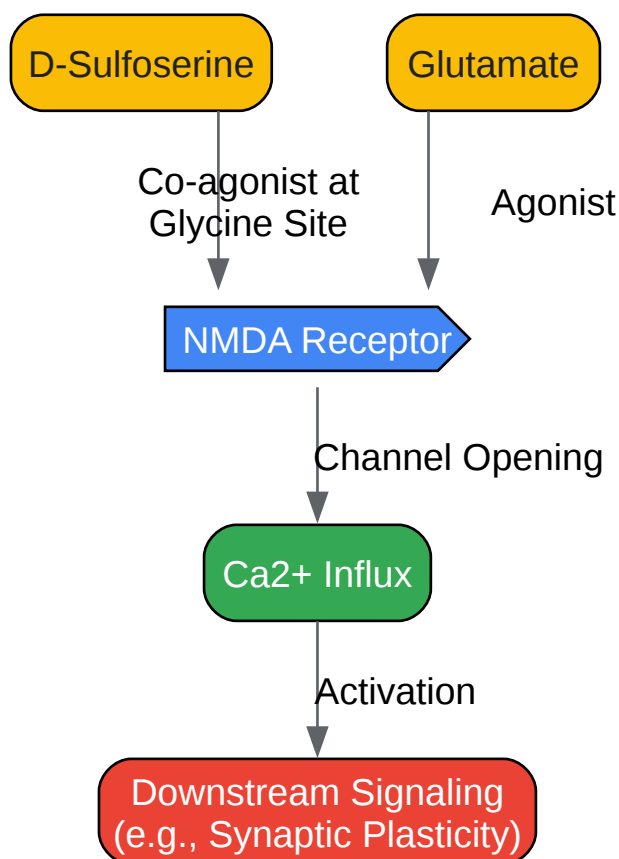 D-Sulfoserine
Glutamate
Co-agonist at
Glycine Site
Agonist
NMDA Receptor
Channel Opening
Ca2+ Influx
Activation
Downstream Signaling
(e.g., Synaptic Plasticity)